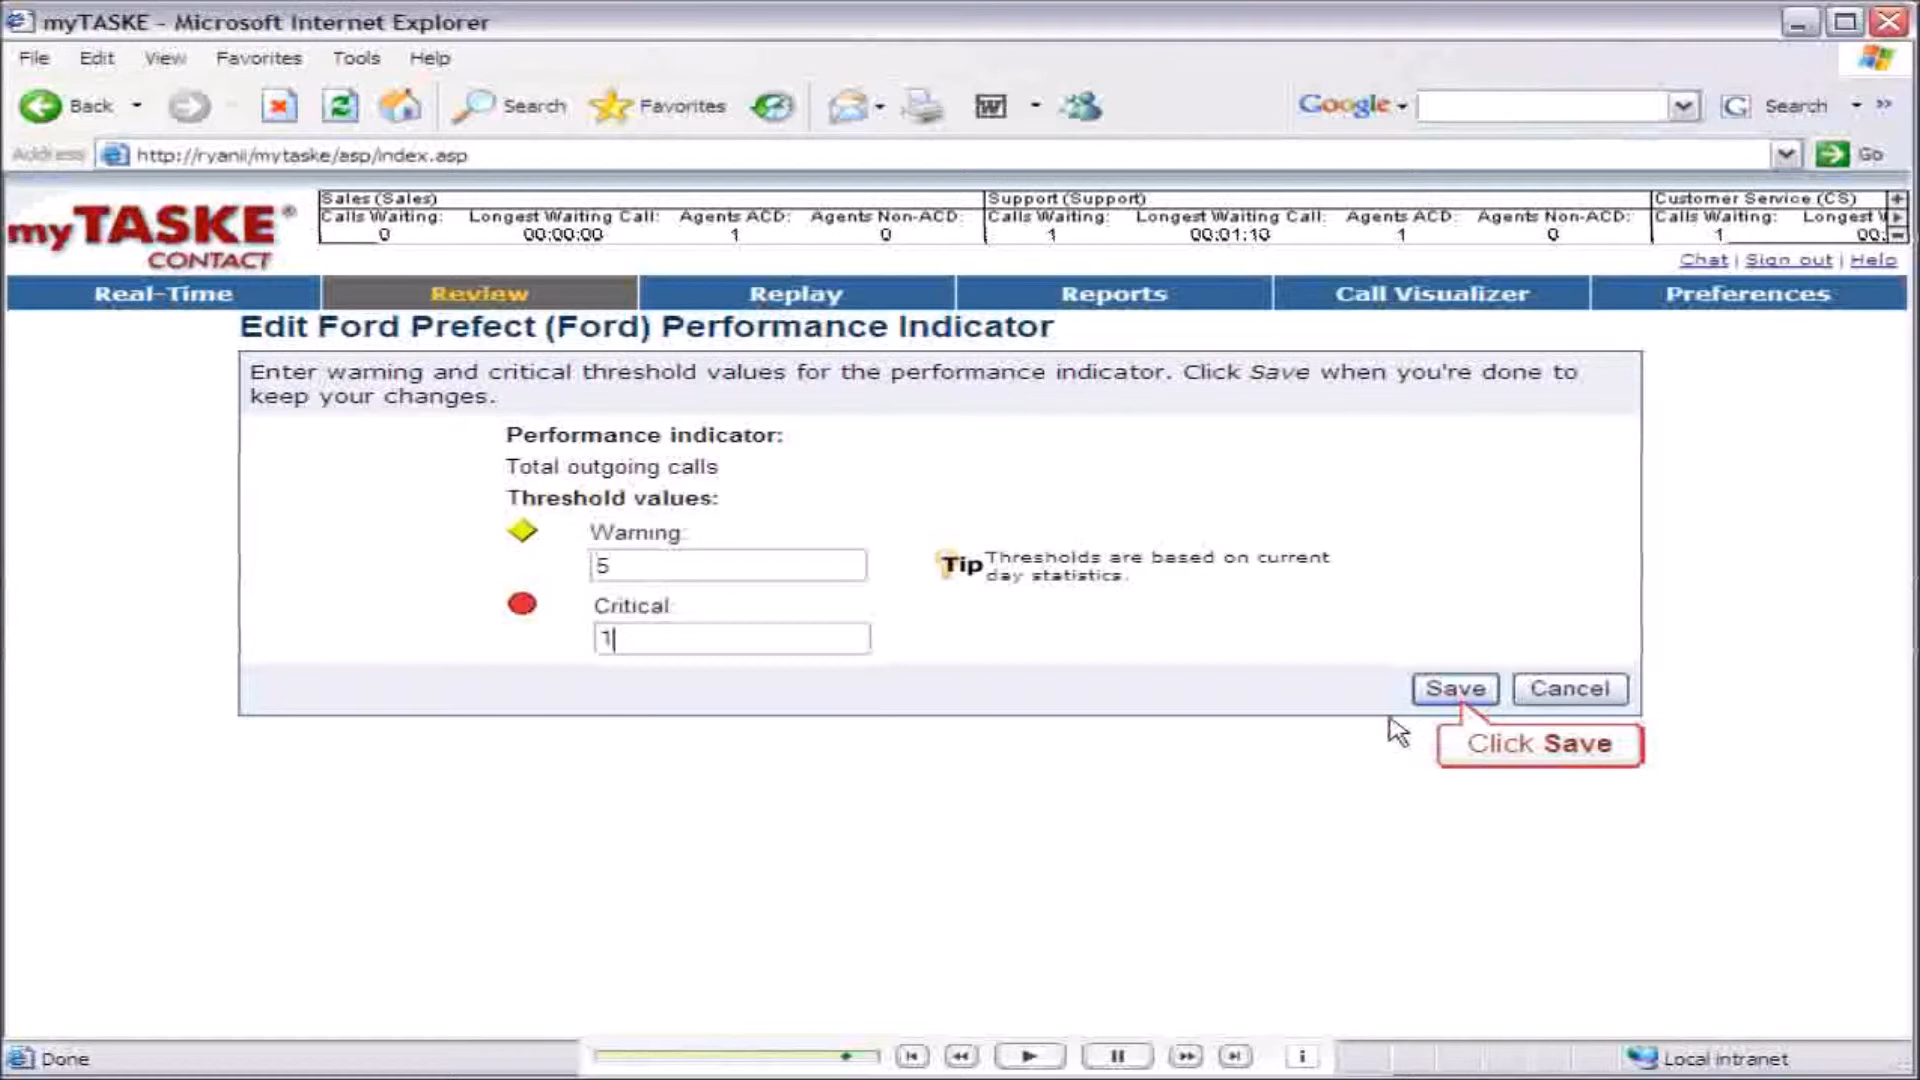 myTASKE - Microsoft Internet Explorer
File Edit View Favorites Tools Help
Back Search Favorites Google Search
Address http://ryanii/mytaske/asp/index.asp Go
myTASKE®
CONTACT
Sales (Sales) Support (Support) Customer Service (CS)
Calls Waiting: Longest Waiting Call: Agents ACD: Agents Non-ACD: Calls Waiting: Longest Waiting Call: Agents ACD: Agents Non-ACD: Calls Waiting: Longest W
0 00:00:00 1 0 1 00:01:10 1 0 1 00:
Chat | Sign out | Help
Real-Time Review Replay Reports Call Visualizer Preferences
Edit Ford Prefect (Ford) Performance Indicator
Enter warning and critical threshold values for the performance indicator. Click Save when you're done to
keep your changes.
Performance indicator:
Total outgoing calls
Threshold values:
Warning:
5
Tip Thresholds are based on current
day statistics.
Critical
1
Save Cancel
Click Save
Done Local intranet